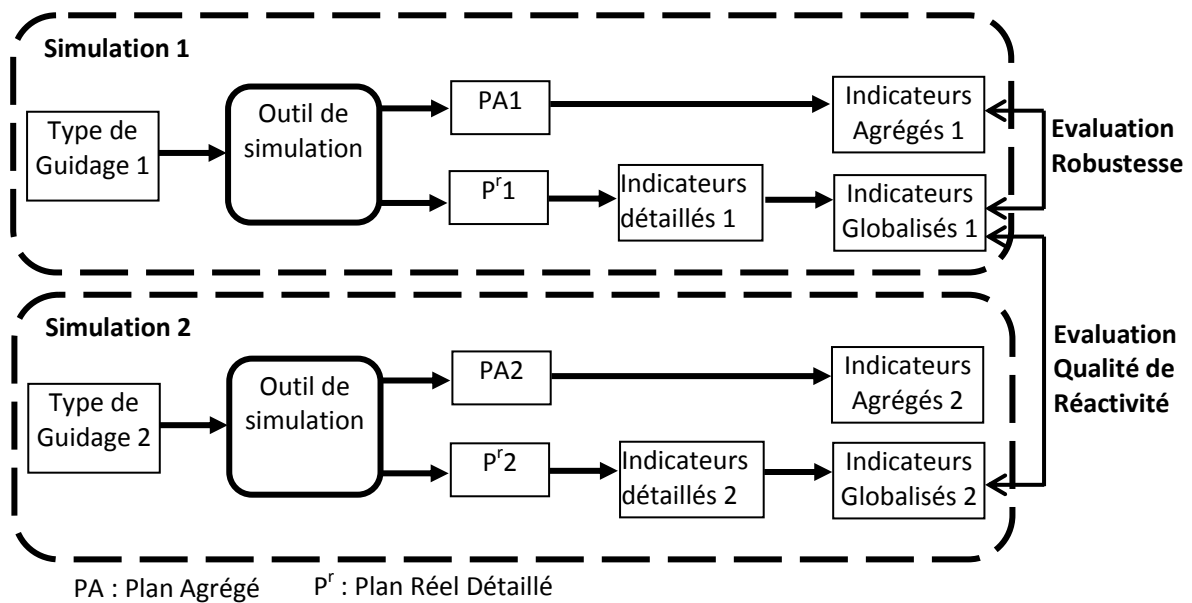 Simulation 1
Type de
Guidage 1
Outil de
simulation
PA1
Indicateurs
Agrégés 1
P^r1
Indicateurs
détaillés 1
Indicateurs
Globalisés 1
Evaluation
Robustesse
Simulation 2
Type de
Guidage 2
Outil de
simulation
PA2
Indicateurs
Agrégés 2
P^r2
Indicateurs
détaillés 2
Indicateurs
Globalisés 2
Evaluation
Qualité de
Réactivité
PA : Plan Agrégé P^r : Plan Réel Détaillé